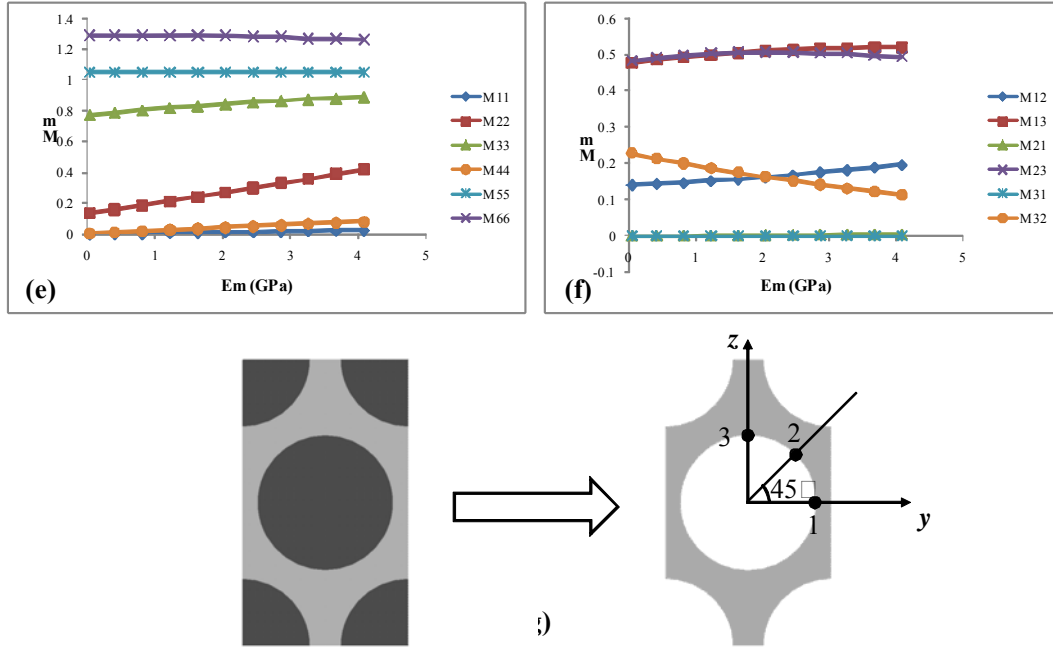 1.4
1.2
1
0.8
0.6
0.4
0.2
0
m
M
0 1 2 3 4 5
Em (GPa)
(e)
M11
M22
M33
M44
M55
M66
0.6
0.5
0.4
0.3
0.2
0.1
0
-0.1
m
M
0 1 2 3 4 5
Em (GPa)
(f)
M12
M13
M21
M23
M31
M32
z
3
2
45
1
y
g)